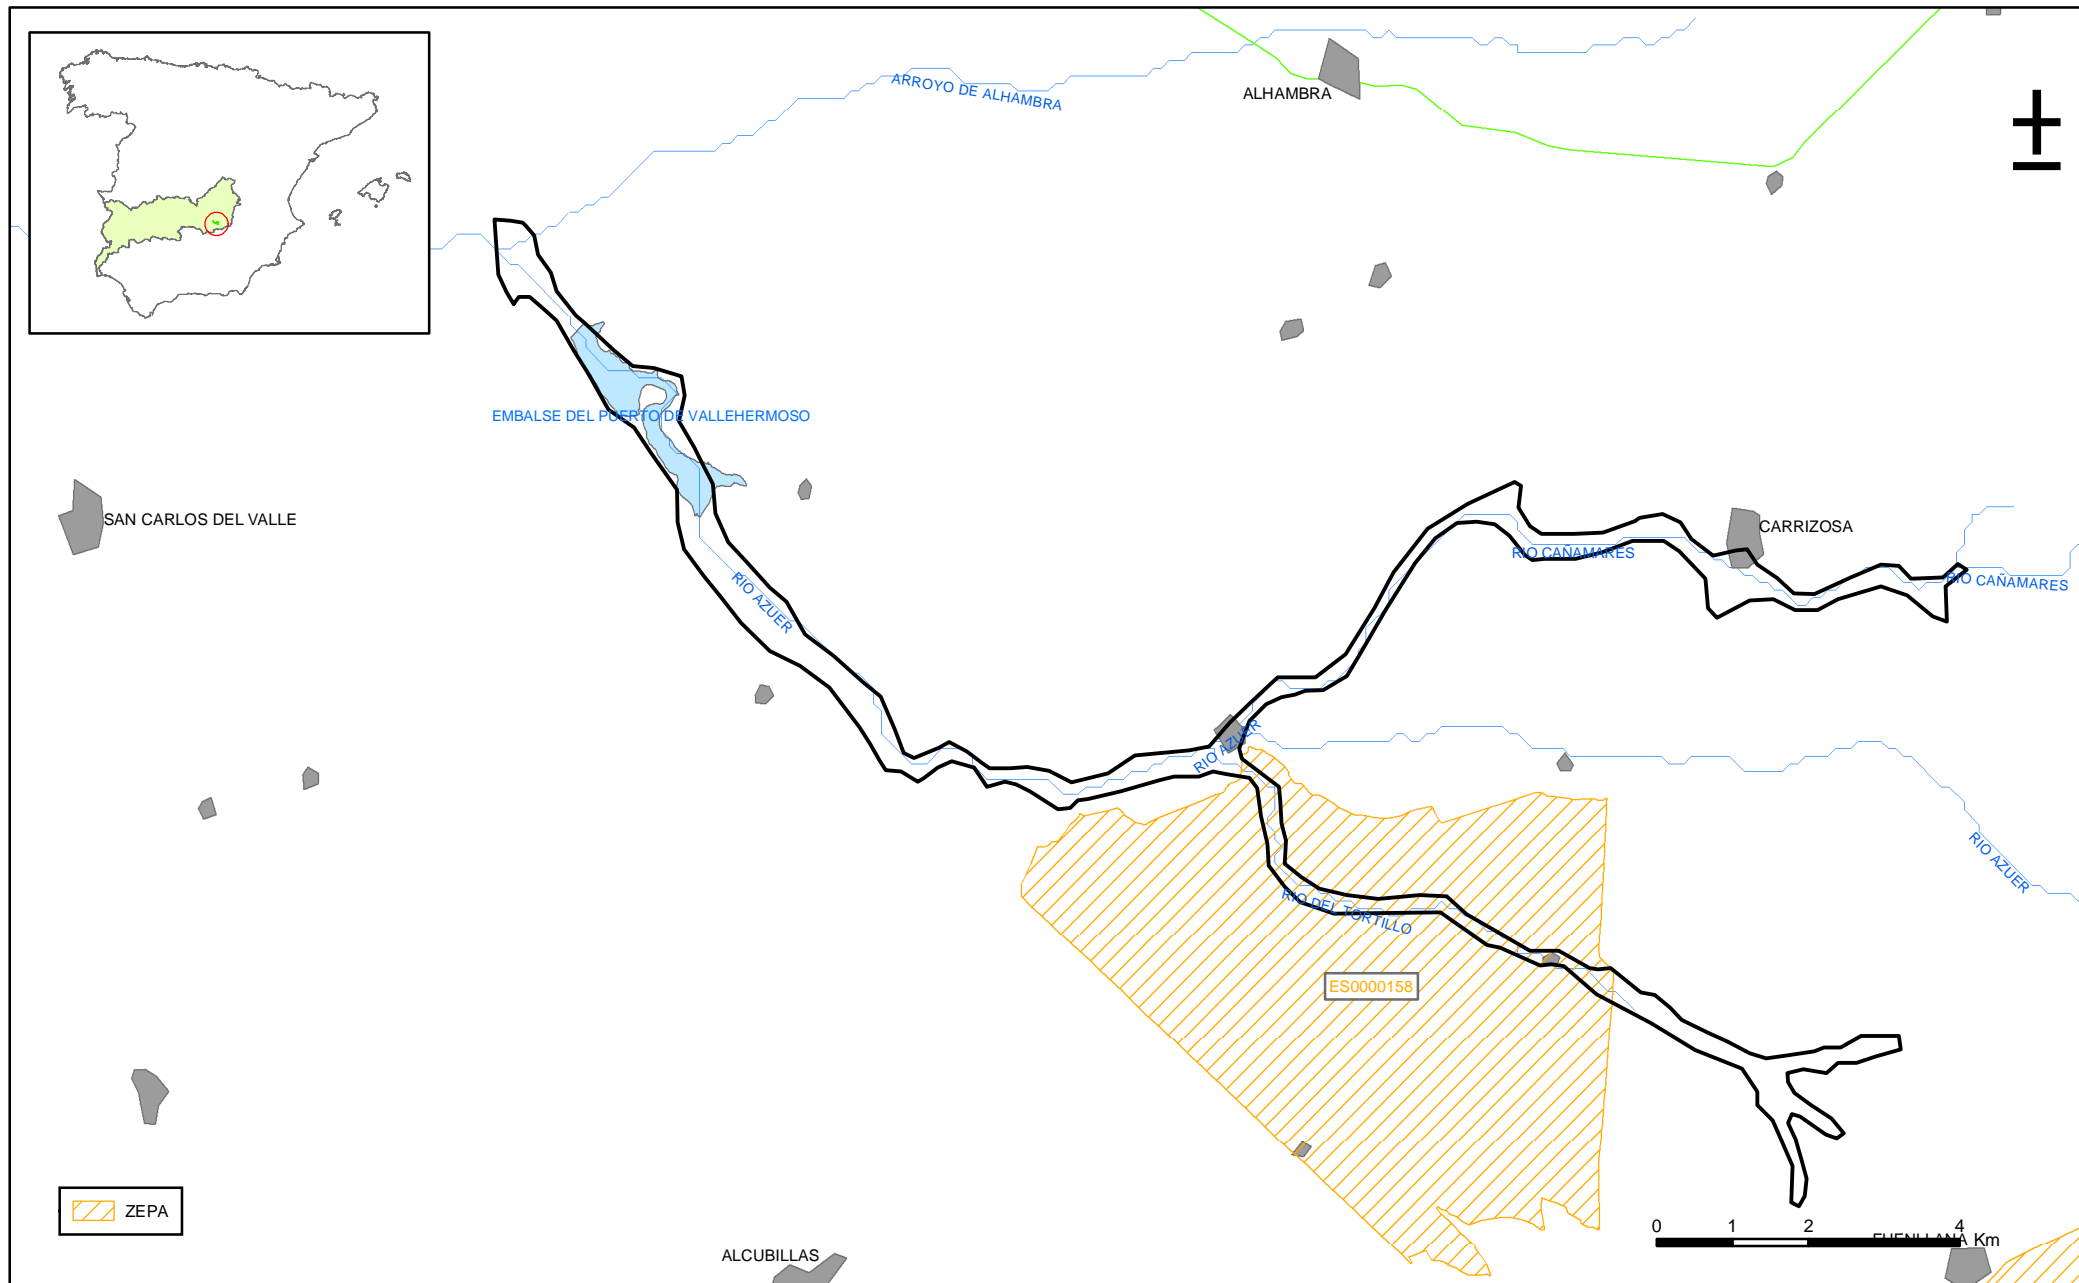 ARROYO DE ALHAMBRA
ALHAMBRA
EMBALSE DEL PUERTO DE VALLEHERMOSO
SAN CARLOS DEL VALLE
CARRIZOSA
RIO CAÑAMARES
RIO CAÑAMARES
RIO AZUER
RIO AZUER
RIO AZUER
RIO DEL TORTILLO
ES0000158
ZEPA
0 1 2 4
FUENLLANA Km
ALCUBILLAS